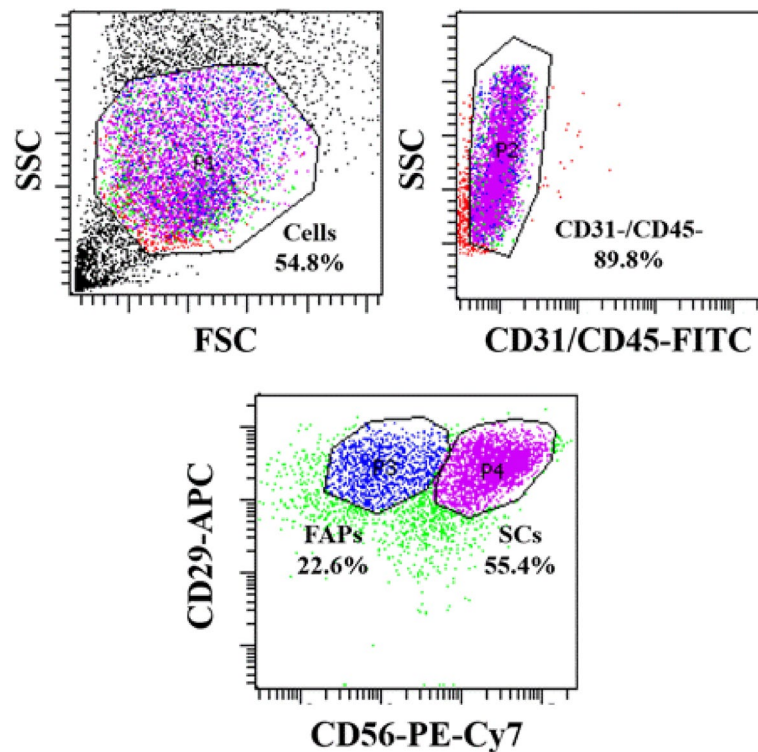 SSC
P1
Cells
54.8%
FSC
SSC
P2
CD31-/CD45-
89.8%
CD31/CD45-FITC
CD29-APC
P3
P4
FAPs
22.6%
SCs
55.4%
CD56-PE-Cy7